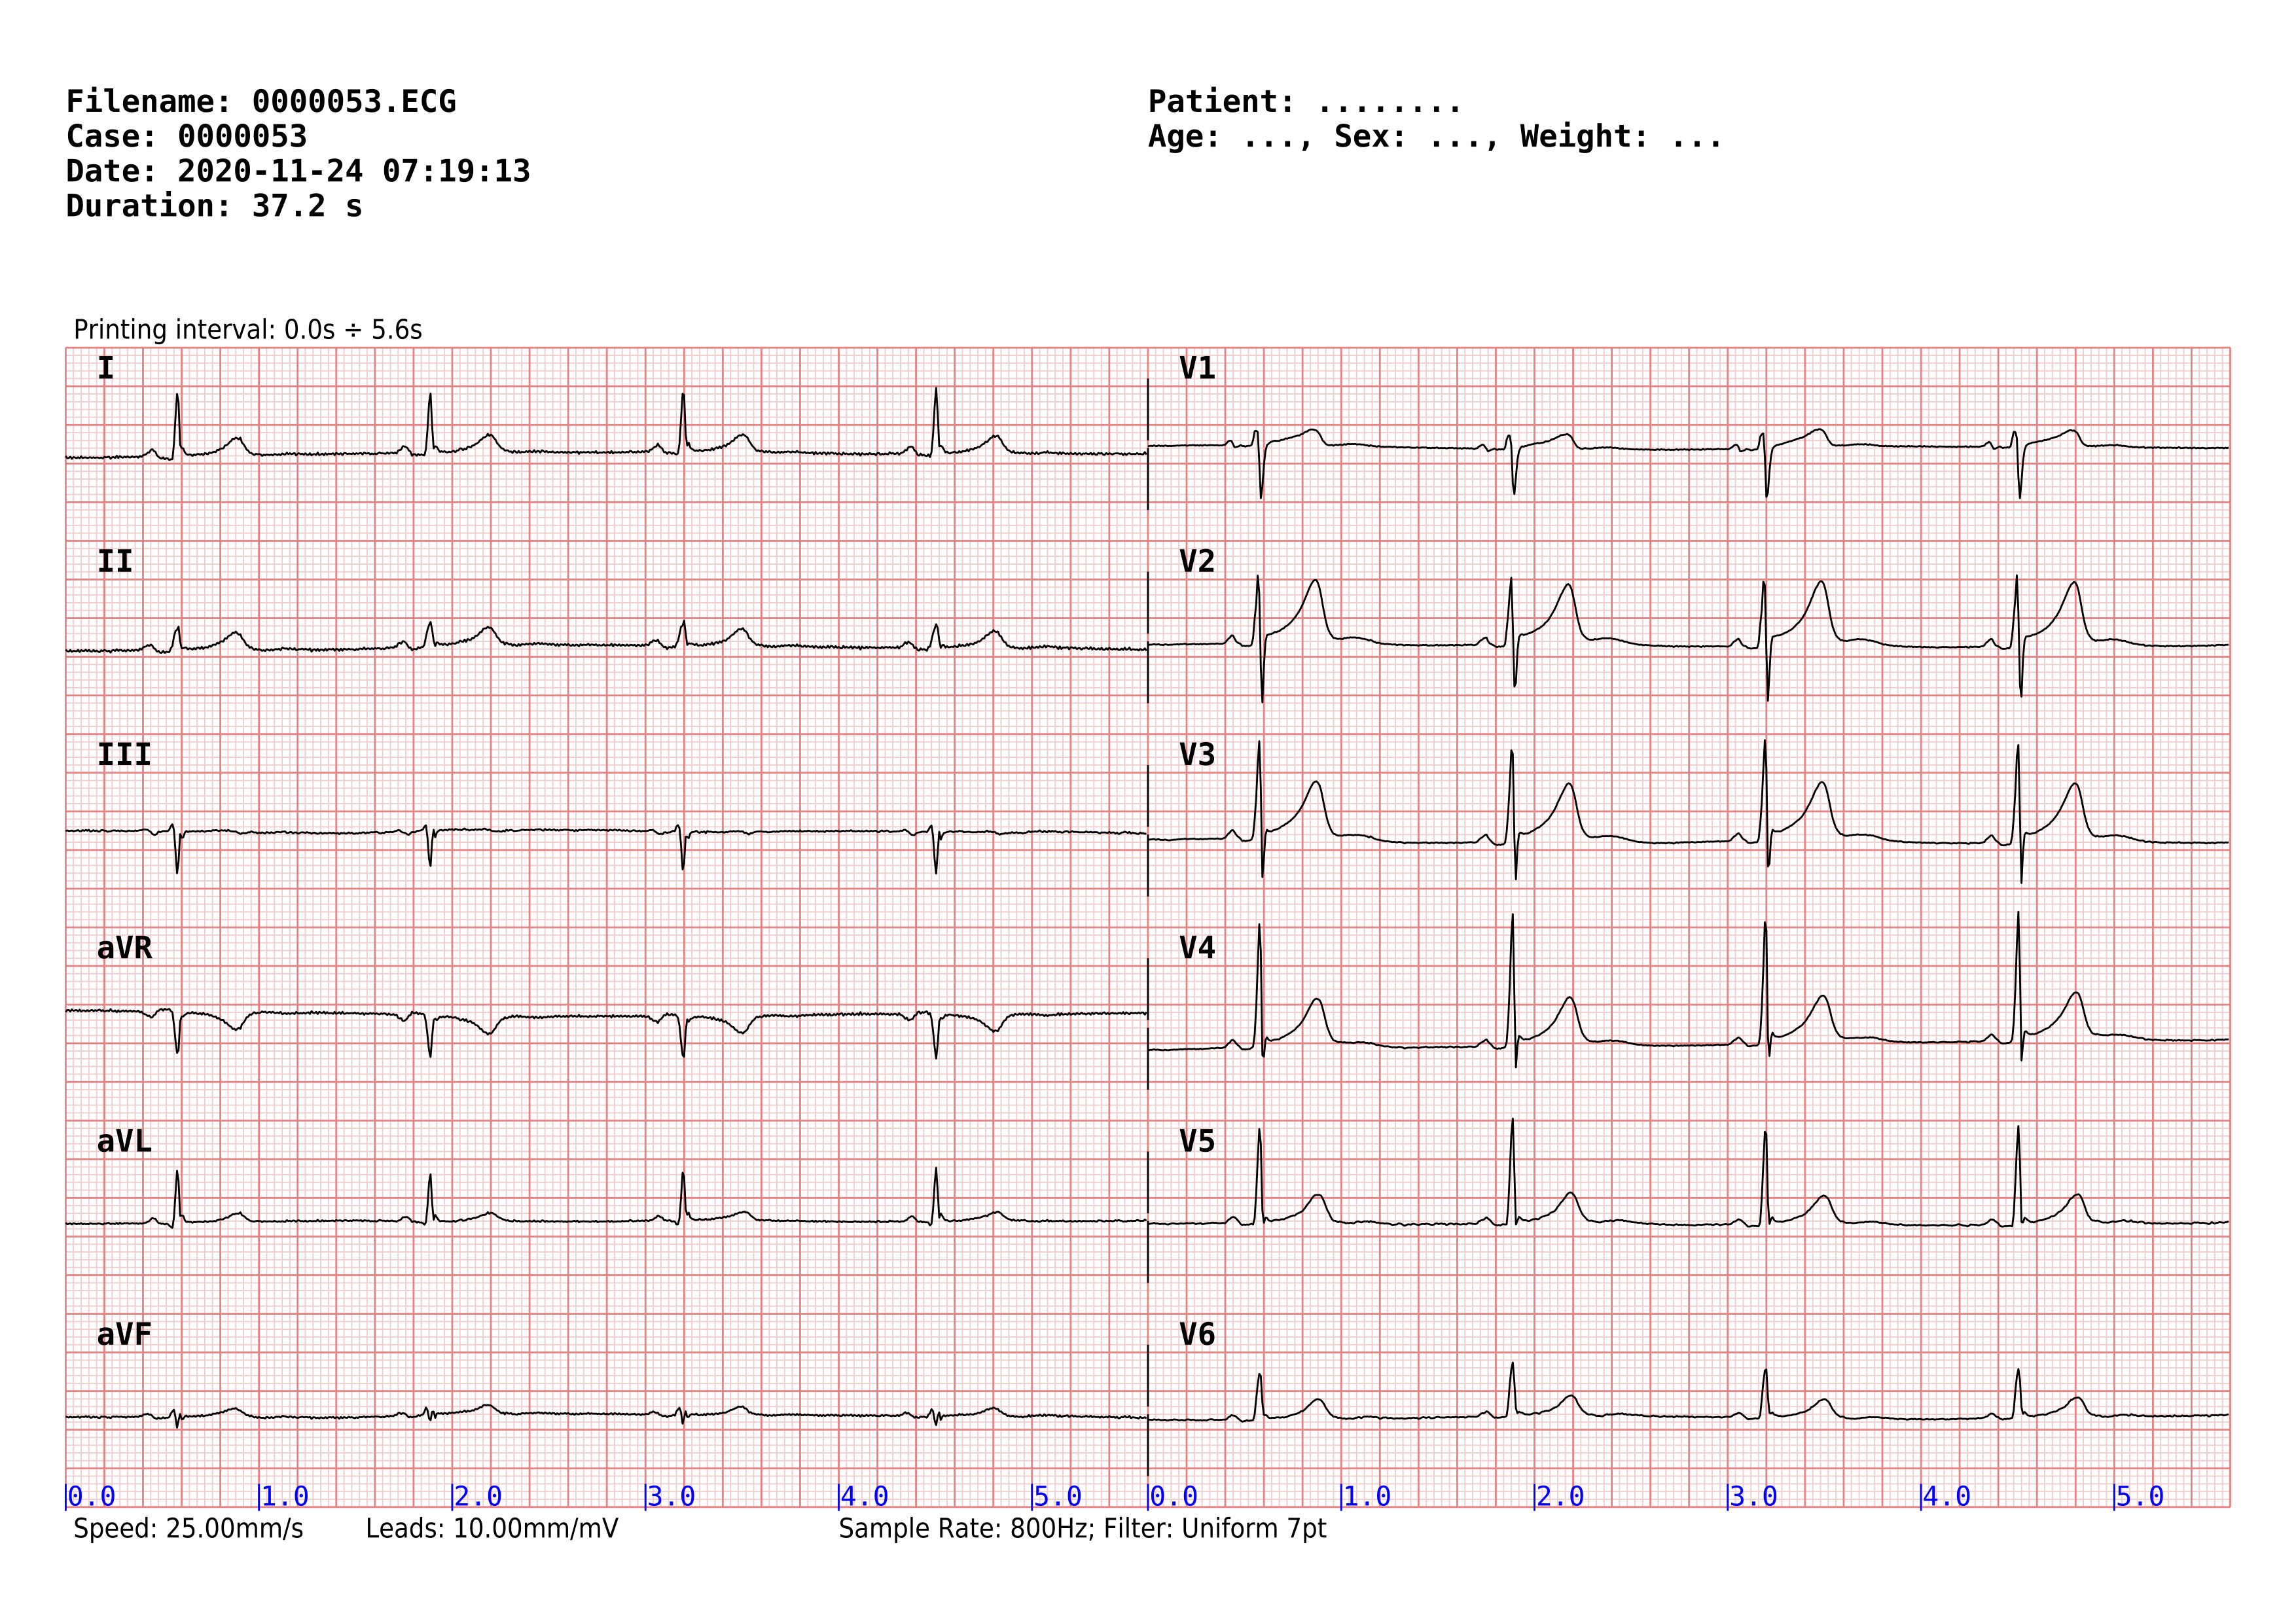 Filename: 0000053.ECG
Case: 0000053
Date: 2020-11-24 07:19:13
Duration: 37.2 s
Patient: ........
Age: ..., Sex: ..., Weight: ...
Printing interval: 0.0s ÷ 5.6s
I
V1
II
V2
III
V3
aVR
V4
aVL
V5
aVF
V6
0.0 1.0 2.0 3.0 4.0 5.0 0.0 1.0 2.0 3.0 4.0 5.0
Speed: 25.00mm/s Leads: 10.00mm/mV Sample Rate: 800Hz; Filter: Uniform 7pt